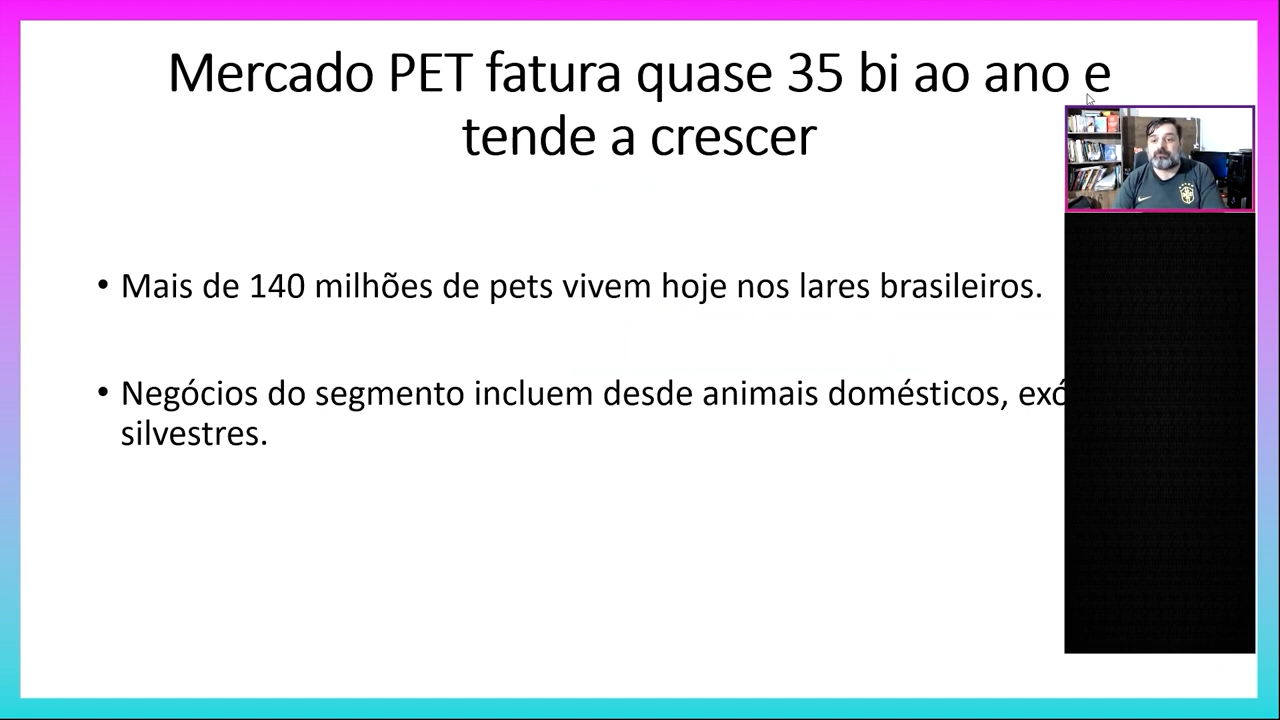 Mercado PET fatura quase 35 bi ao ano e
tende a crescer
• Mais de 140 milhões de pets vivem hoje nos lares brasileiros.
• Negócios do segmento incluem desde animais domésticos,
silvestres.